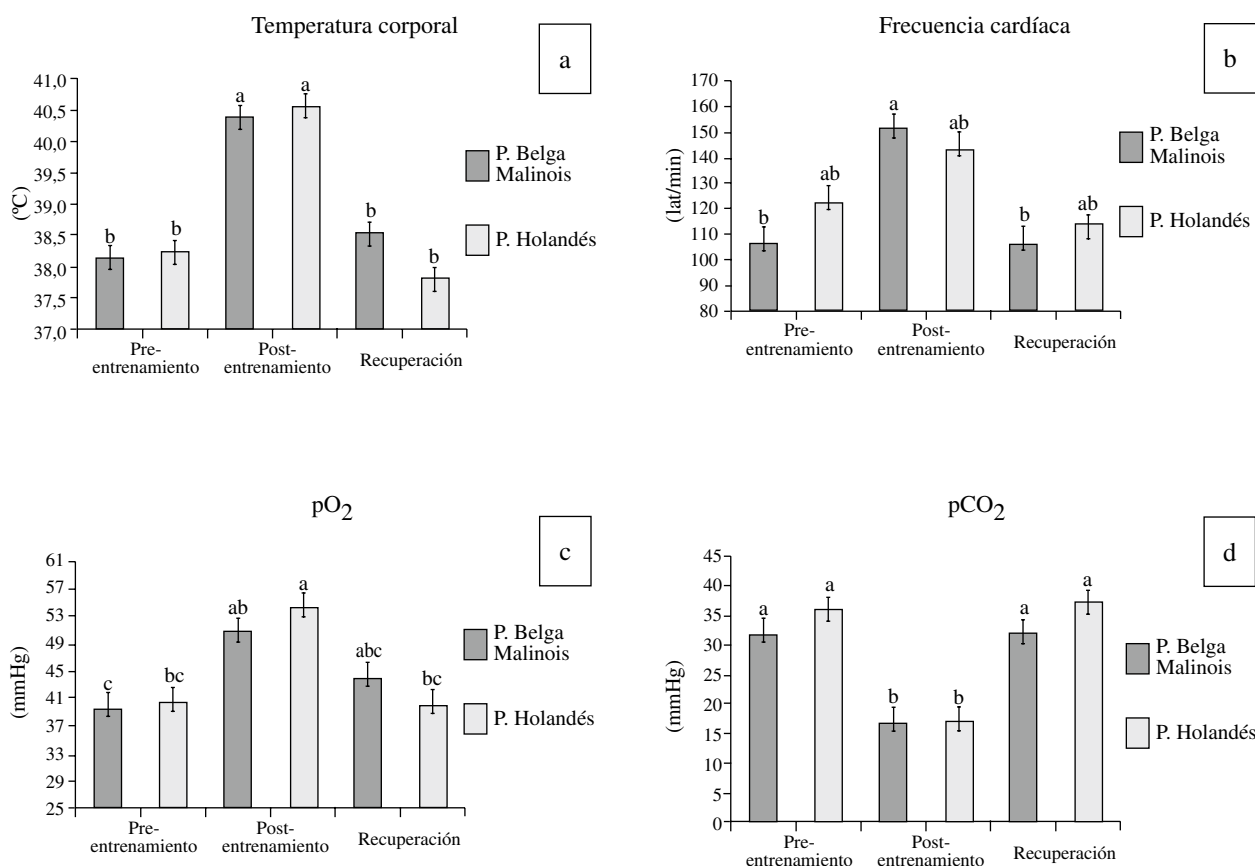 Temperatura corporal
a
41,0
40,5
40,0
39,5
39,0
38,5
38,0
37,5
37,0
(ºC)
b
b
a
a
b
b
Pre-
entrenamiento
Post-
entrenamiento
Recuperación
P. Belga
Malinois
P. Holandés
Frecuencia cardíaca
b
170
160
150
140
130
120
110
100
90
80
(lat/min)
b
ab
a
ab
b
ab
Pre-
entrenamiento
Post-
entrenamiento
Recuperación
P. Belga
Malinois
P. Holandés
pO2
c
61
57
53
49
45
41
37
33
29
25
(mmHg)
c
bc
ab
a
abc
bc
Pre-
entrenamiento
Post-
entrenamiento
Recuperación
P. Belga
Malinois
P. Holandés
pCO2
d
45
40
35
30
25
20
15
10
5
0
(mmHg)
a
a
b
b
a
a
Pre-
entrenamiento
Post-
entrenamiento
Recuperación
P. Belga
Malinois
P. Holandés